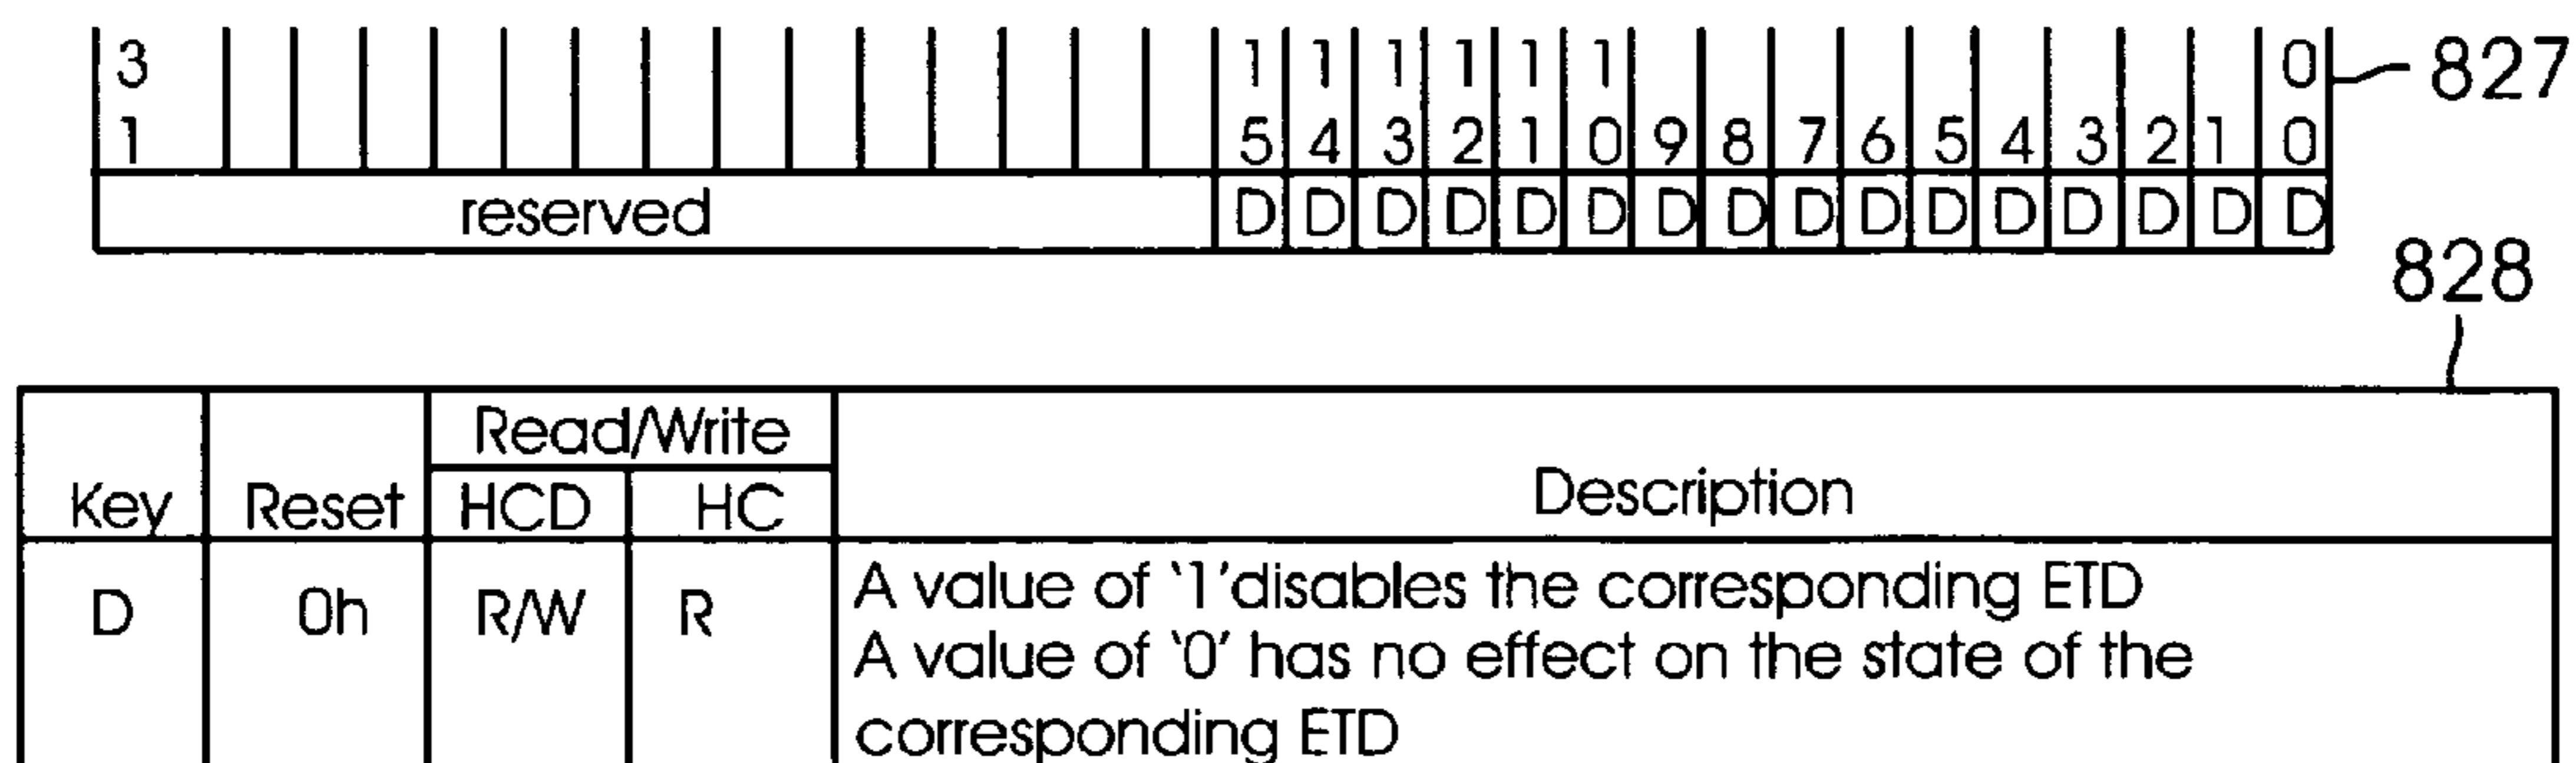 3 1 1 1 1 1 1 0 827
1 5 4 3 2 1 0 9 8 7 6 5 4 3 2 1 0
reserved D D D D D D D D D D D D D D D D
828
Read/Write
Key Reset HCD HC Description
D 0h R/W R A value of ‘1’disables the corresponding ETD
A value of ‘0’ has no effect on the state of the
corresponding ETD